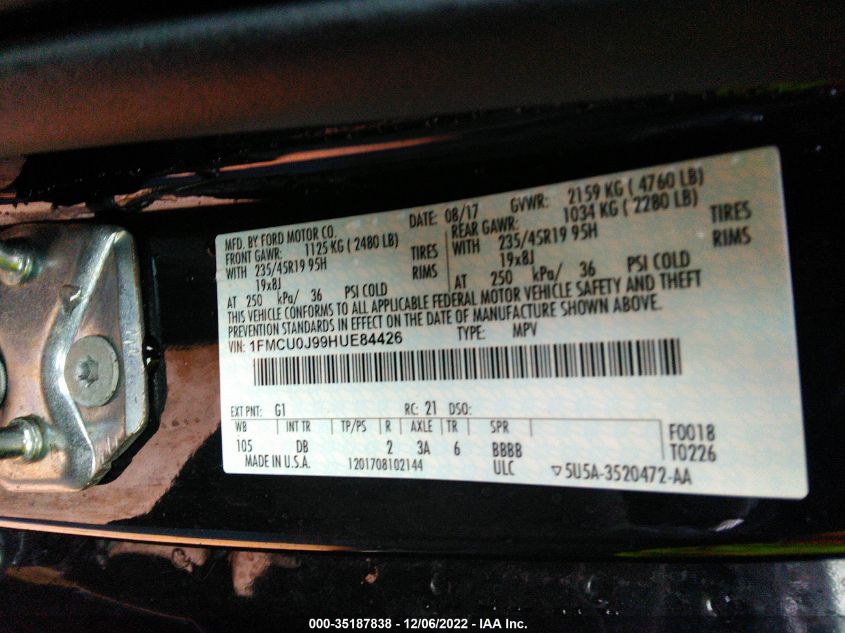 MFD. BY FORD MOTOR CO.
DATE: 08/17 GVWR: 2159 KG ( 4760 LB)
FRONT GAWR: 1125 KG ( 2480 LB)
WITH 235/45R19 95H TIRES
19x8J RIMS
AT 250 kPa/ 36 PSI COLD
REAR GAWR: 1034 KG ( 2280 LB)
WITH 235/45R19 95H TIRES
19x8J RIMS
AT 250 kPa/ 36 PSI COLD
THIS VEHICLE CONFORMS TO ALL APPLICABLE FEDERAL MOTOR VEHICLE SAFETY AND THEFT
PREVENTION STANDARDS IN EFFECT ON THE DATE OF MANUFACTURE SHOWN ABOVE.
VIN: 1FMCU0J99HUE84426 TYPE: MPV
EXT PNT: G1 RC: 21 DSO:
WB INT TR TP/PS R AXLE TR SPR
105 DB 2 3A 6 BBBB
F0018
T0226
MADE IN U.S.A. 1201708102144 ULC ▽5U5A-3520472-AA
000-35187838 - 12/06/2022 - IAA Inc.